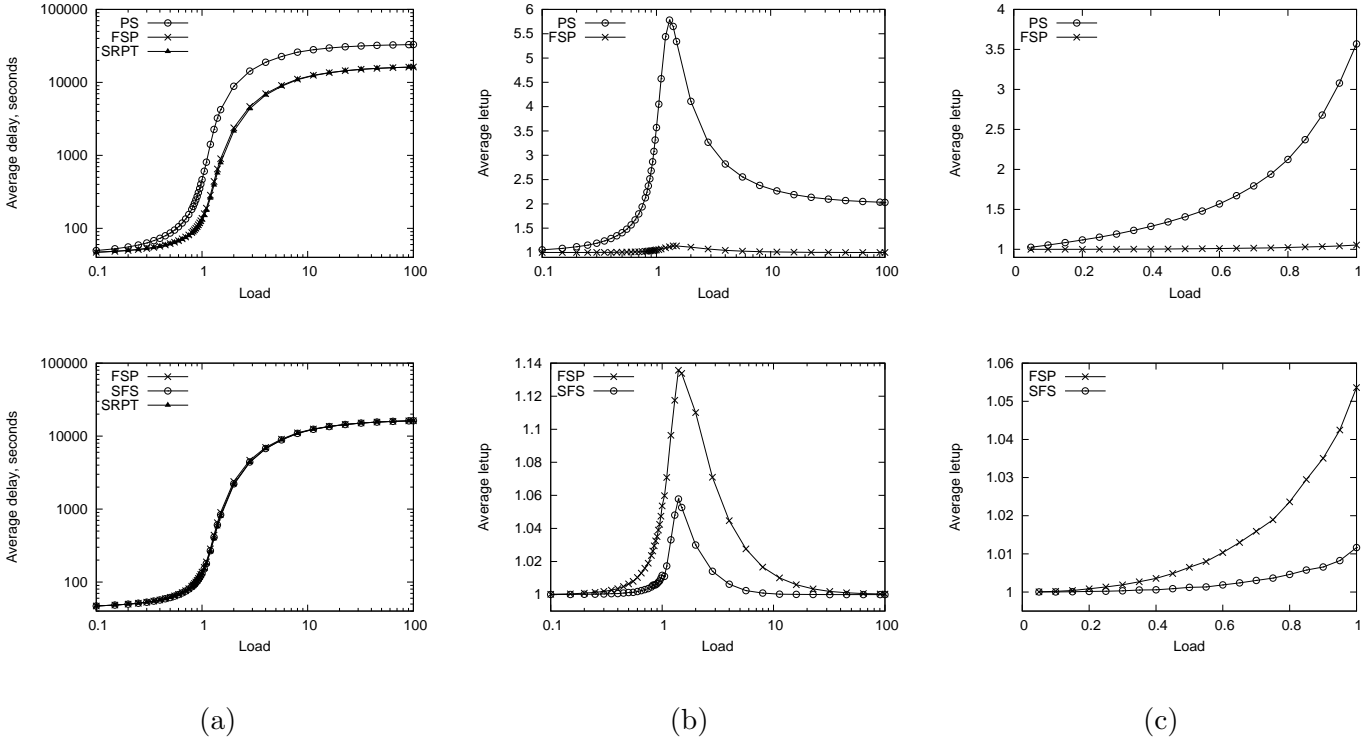 Average delay, seconds
100000
10000
1000
100
0.1 1 10 100
Load
PS
FSP
SRPT
Average letup
6
5.5
5
4.5
4
3.5
3
2.5
2
1.5
1
0.1 1 10 100
Load
PS
FSP
Average letup
4
3.5
3
2.5
2
1.5
1
0 0.2 0.4 0.6 0.8 1
Load
PS
FSP
Average delay, seconds
100000
10000
1000
100
0.1 1 10 100
Load
FSP
SFS
SRPT
Average letup
1.14
1.12
1.1
1.08
1.06
1.04
1.02
1
0.1 1 10 100
Load
FSP
SFS
Average letup
1.06
1.05
1.04
1.03
1.02
1.01
1
0 0.2 0.4 0.6 0.8 1
Load
FSP
SFS
(a) (b) (c)